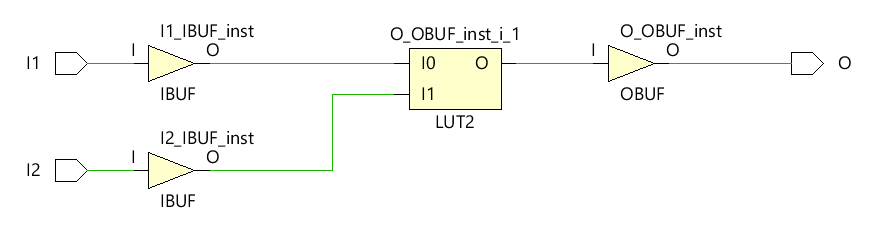 I1_IBUF_inst
O_OBUF_inst_i_1
O_OBUF_inst
I1
I
O
I0
O
I
O
O
IBUF
I1
OBUF
LUT2
I2_IBUF_inst
I2
I
O
IBUF